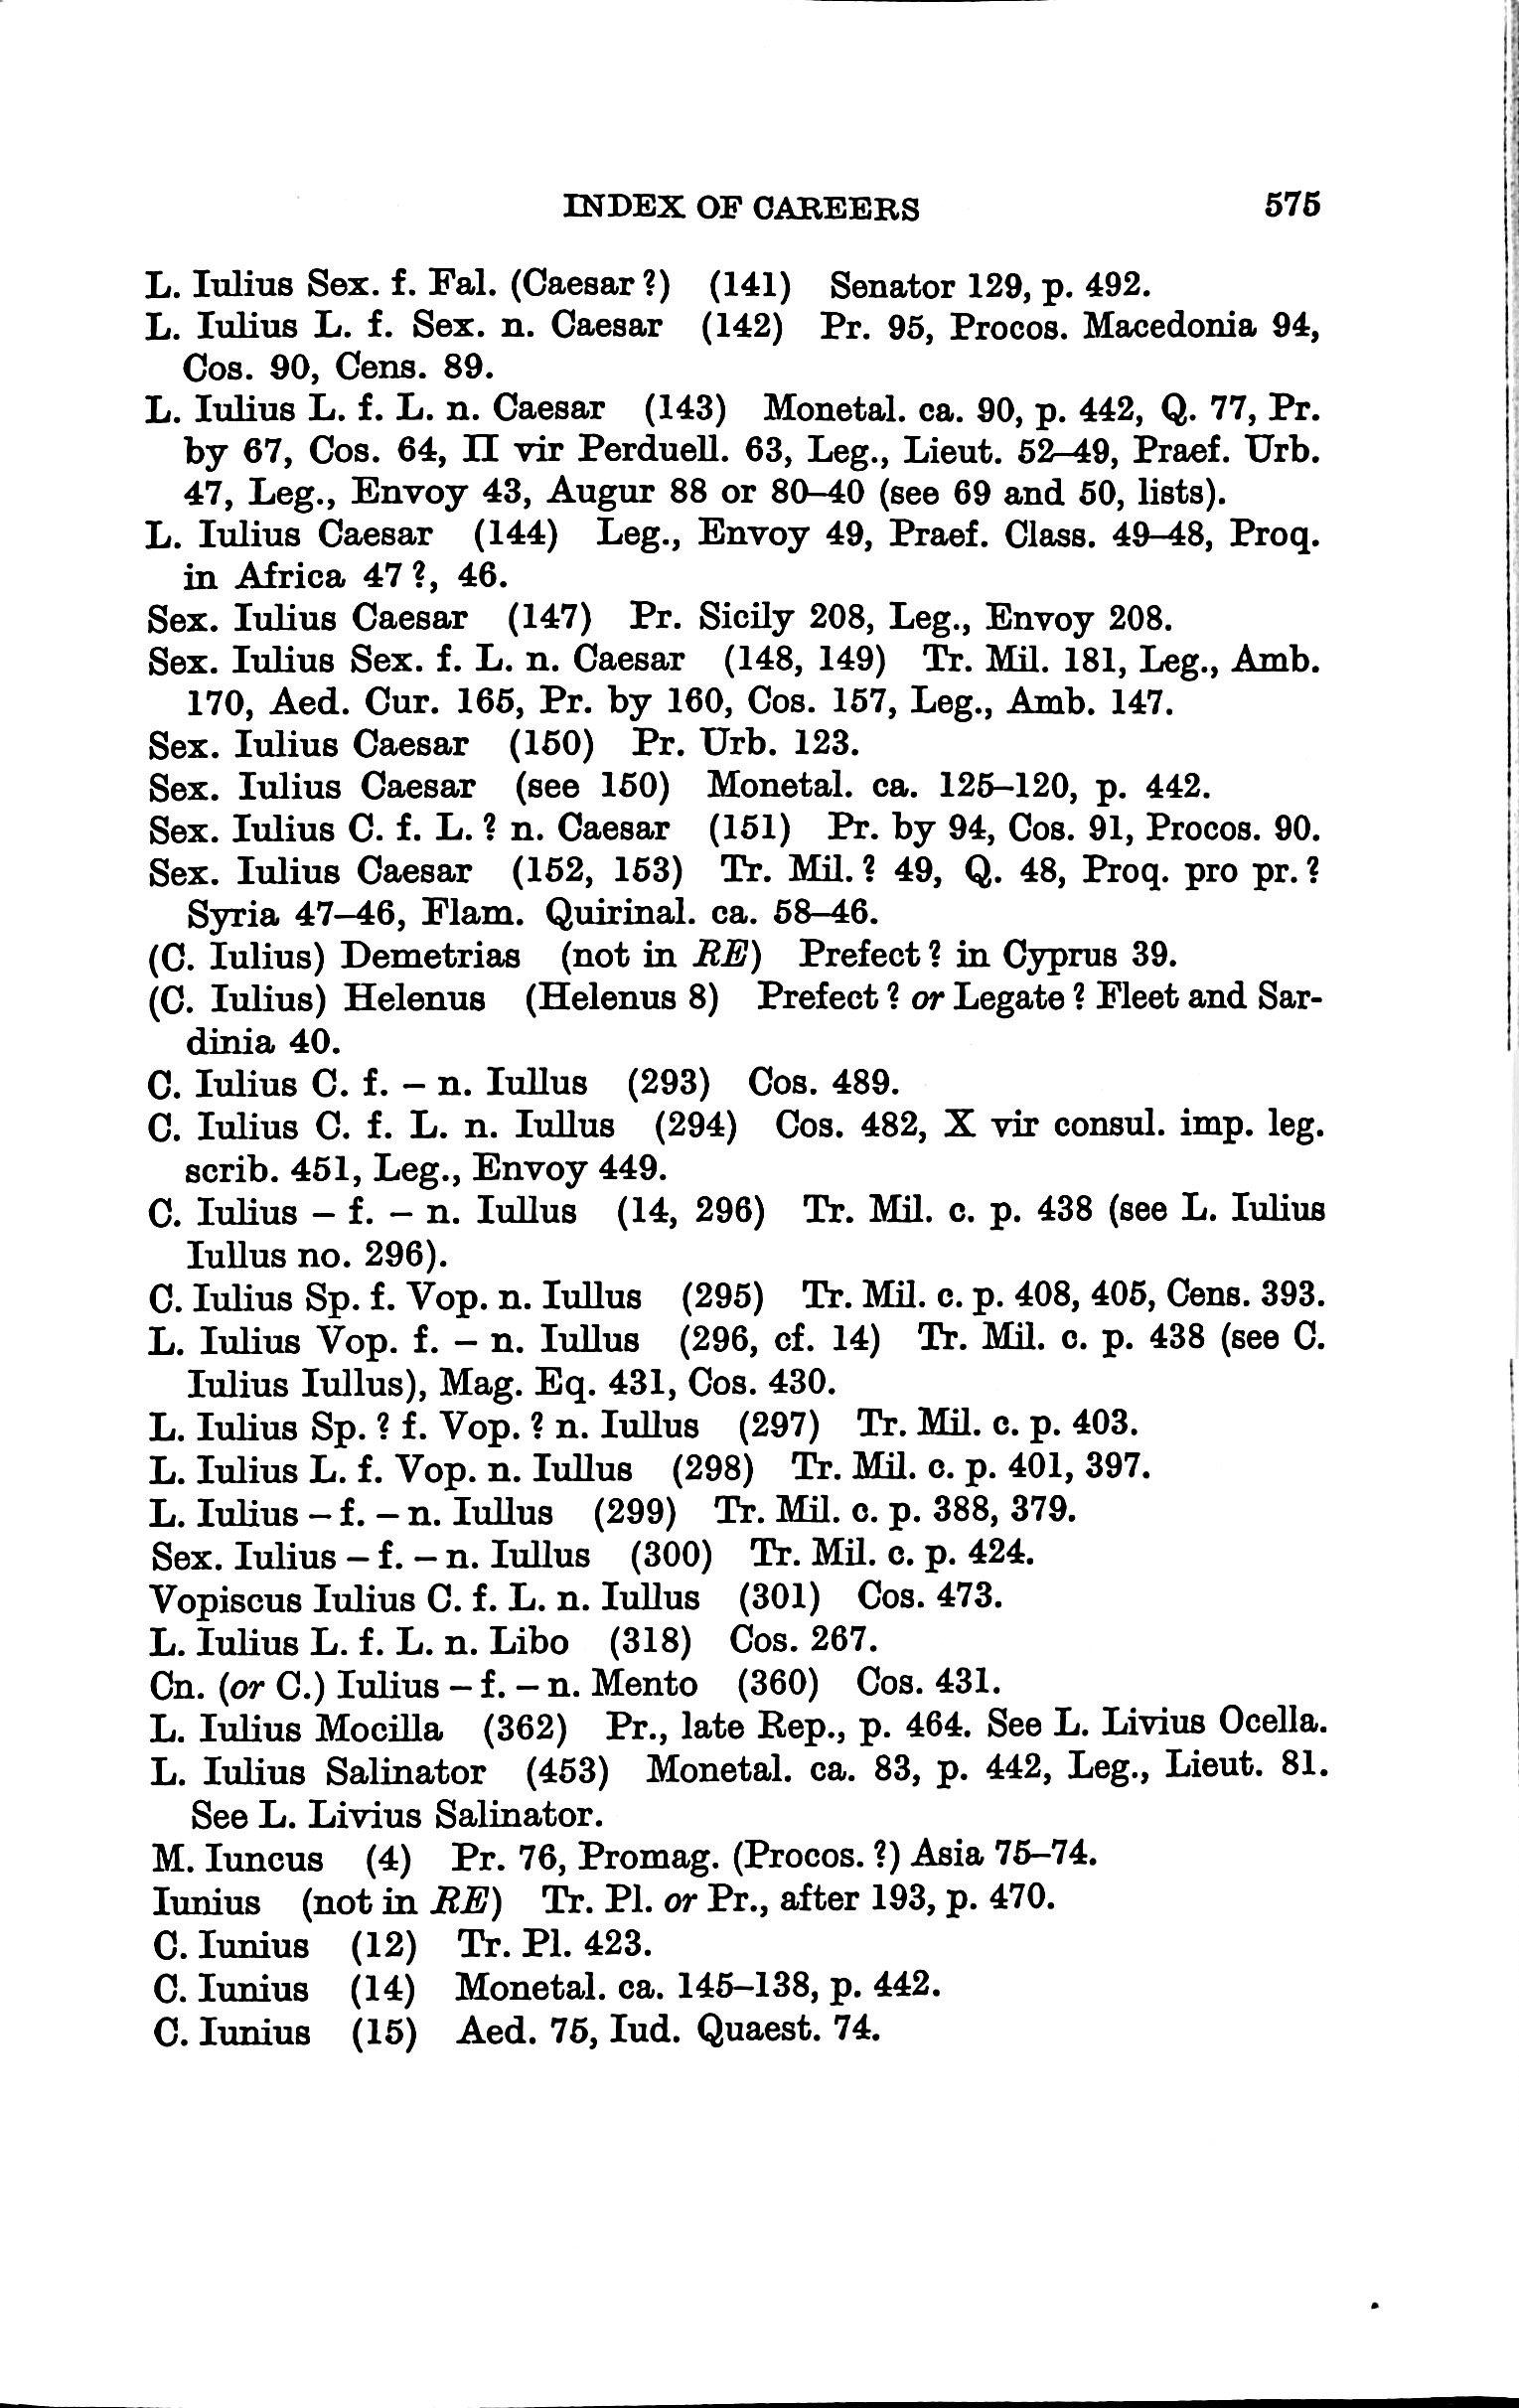 INDEX OF CAREERS 575
L. Iulius Sex. f. Fal. (Caesar ?) (141) Senator 129, p. 492.
L. Iulius L. f. Sex. n. Caesar (142) Pr. 95, Procos. Macedonia 94,
Cos. 90, Cens. 89.
L. Iulius L. f. L. n. Caesar (143) Monetal. ca. 90, p. 442, Q. 77, Pr.
by 67, Cos. 64, II vir Perduell. 63, Leg., Lieut. 52–49, Praef. Urb.
47, Leg., Envoy 43, Augur 88 or 80–40 (see 69 and 50, lists).
L. Iulius Caesar (144) Leg., Envoy 49, Praef. Class. 49–48, Proq.
in Africa 47 ?, 46.
Sex. Iulius Caesar (147) Pr. Sicily 208, Leg., Envoy 208.
Sex. Iulius Sex. f. L. n. Caesar (148, 149) Tr. Mil. 181, Leg., Amb.
170, Aed. Cur. 165, Pr. by 160, Cos. 157, Leg., Amb. 147.
Sex. Iulius Caesar (150) Pr. Urb. 123.
Sex. Iulius Caesar (see 150) Monetal. ca. 125–120, p. 442.
Sex. Iulius C. f. L. ? n. Caesar (151) Pr. by 94, Cos. 91, Procos. 90.
Sex. Iulius Caesar (152, 153) Tr. Mil. ? 49, Q. 48, Proq. pro pr. ?
Syria 47–46, Flam. Quirinal. ca. 58–46.
(C. Iulius) Demetrias (not in RE) Prefect ? in Cyprus 39.
(C. Iulius) Helenus (Helenus 8) Prefect ? or Legate ? Fleet and Sar-
dinia 40.
C. Iulius C. f. – n. Iullus (293) Cos. 489.
C. Iulius C. f. L. n. Iullus (294) Cos. 482, X vir consul. imp. leg.
scrib. 451, Leg., Envoy 449.
C. Iulius – f. – n. Iullus (14, 296) Tr. Mil. c. p. 438 (see L. Iulius
Iullus no. 296).
C. Iulius Sp. f. Vop. n. Iullus (295) Tr. Mil. c. p. 408, 405, Cens. 393.
L. Iulius Vop. f. – n. Iullus (296, cf. 14) Tr. Mil. c. p. 438 (see C.
Iulius Iullus), Mag. Eq. 431, Cos. 430.
L. Iulius Sp. ? f. Vop. ? n. Iullus (297) Tr. Mil. c. p. 403.
L. Iulius L. f. Vop. n. Iullus (298) Tr. Mil. c. p. 401, 397.
L. Iulius – f. – n. Iullus (299) Tr. Mil. c. p. 388, 379.
Sex. Iulius – f. – n. Iullus (300) Tr. Mil. c. p. 424.
Vopiscus Iulius C. f. L. n. Iullus (301) Cos. 473.
L. Iulius L. f. L. n. Libo (318) Cos. 267.
Cn. (or C.) Iulius – f. – n. Mento (360) Cos. 431.
L. Iulius Mocilla (362) Pr., late Rep., p. 464. See L. Livius Ocella.
L. Iulius Salinator (453) Monetal. ca. 83, p. 442, Leg., Lieut. 81.
See L. Livius Salinator.
M. Iuncus (4) Pr. 76, Promag. (Procos. ?) Asia 75–74.
Iunius (not in RE) Tr. Pl. or Pr., after 193, p. 470.
C. Iunius (12) Tr. Pl. 423.
C. Iunius (14) Monetal. ca. 145–138, p. 442.
C. Iunius (15) Aed. 75, Iud. Quaest. 74.